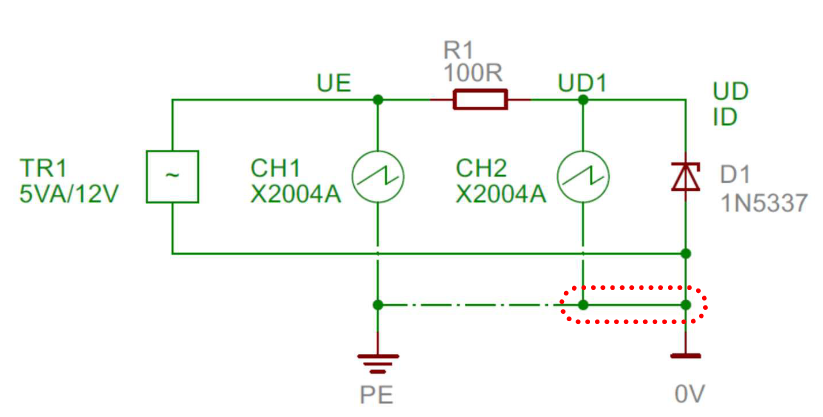 R1
100R
UE
UD1
UD
ID
TR1
5VA/12V
~
CH1
X2004A
CH2
X2004A
D1
1N5337
PE
0V